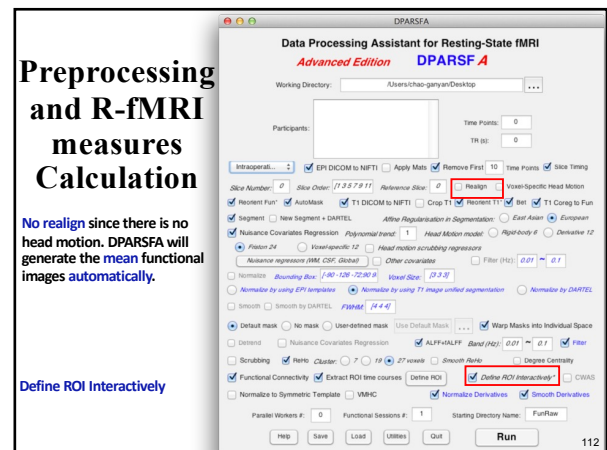 Preprocessing
and R-fMRI
measures
Calculation
No realign since there is no
head motion. DPARSFA will
generate the mean functional
images automatically.
Define ROI Interactively
DPARSFA
Data Processing Assistant for Resting-State fMRI
Advanced Edition DPARSF A
Working Directory: /Users/chao-ganyan/Desktop ...
Participants:
Time Points: 0
TR (s): 0
Intraoperati... EPI DICOM to NIFTI Apply Mats Remove First 10 Time Points Slice Timing
Slice Number: 0 Slice Order: [1 3 5 7 9 11 Reference Slice: 0 Realign Voxel-Specific Head Motion
Reorient Fun* AutoMask T1 DICOM to NIFTI Crop T1 Reorient T1* Bet T1 Coreg to Fun
Segment New Segment + DARTEL Affine Regularisation in Segmentation: East Asian European
Nuisance Covariates Regression Polynomial trend: 1 Head Motion model: Rigid-body 6 Derivative 12
Friston 24 Voxel-specific 12 Head motion scrubbing regressors
Nuisance regressors (WM, CSF, Global) Other covariates Filter (Hz): 0.01 ~ 0.1
Normalize Bounding Box: [-90 -126 -72;90 9 Voxel Size: [3 3 3]
Normalize by using EPI templates Normalize by using T1 image unified segmentation Normalize by DARTEL
Smooth Smooth by DARTEL FWHM: [4 4 4]
Default mask No mask User-defined mask Use Default Mask ... Warp Masks into Individual Space
Detrend Nuisance Covariates Regression ALFF+fALFF Band (Hz): 0.01 ~ 0.1 Filter
Scrubbing ReHo Cluster: 7 19 27 voxels Smooth ReHo Degree Centrality
Functional Connectivity Extract ROI time courses Define ROI Define ROI Interactively* CWAS
Normalize to Symmetric Template VMHC Normalize Derivatives Smooth Derivatives
Parallel Workers #: 0 Functional Sessions #: 1 Starting Directory Name: FunRaw
Help Save Load Utilities Quit Run
112